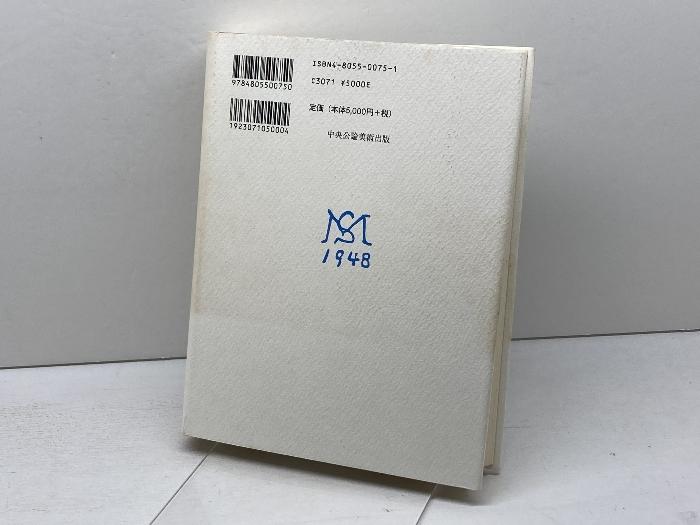 ISBN4-8055-0075-1
9784805500750
C3071 ¥5000E
定価（本体5,000円+税）
1923071050004
中央公論美術出版
MS
1948